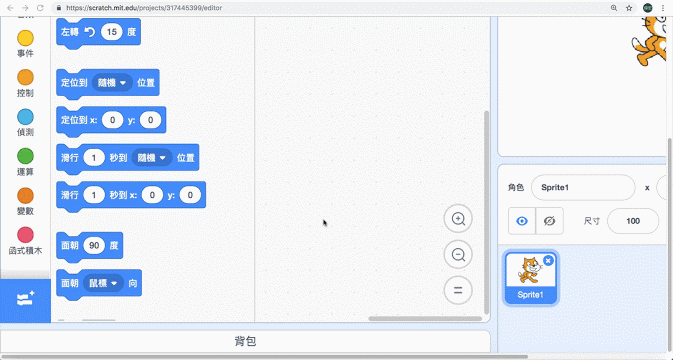 https://scratch.mit.edu/projects/317445399/editor
事件
控制
偵測
運算
變數
函式積木
左轉 15 度
定位到 隨機 位置
定位到 x: 0 y: 0
滑行 1 秒到 隨機 位置
滑行 1 秒到 x: 0 y: 0
面朝 90 度
面朝 鼠標 向
背包
角色 Sprite1 x
尺寸 100
Sprite1